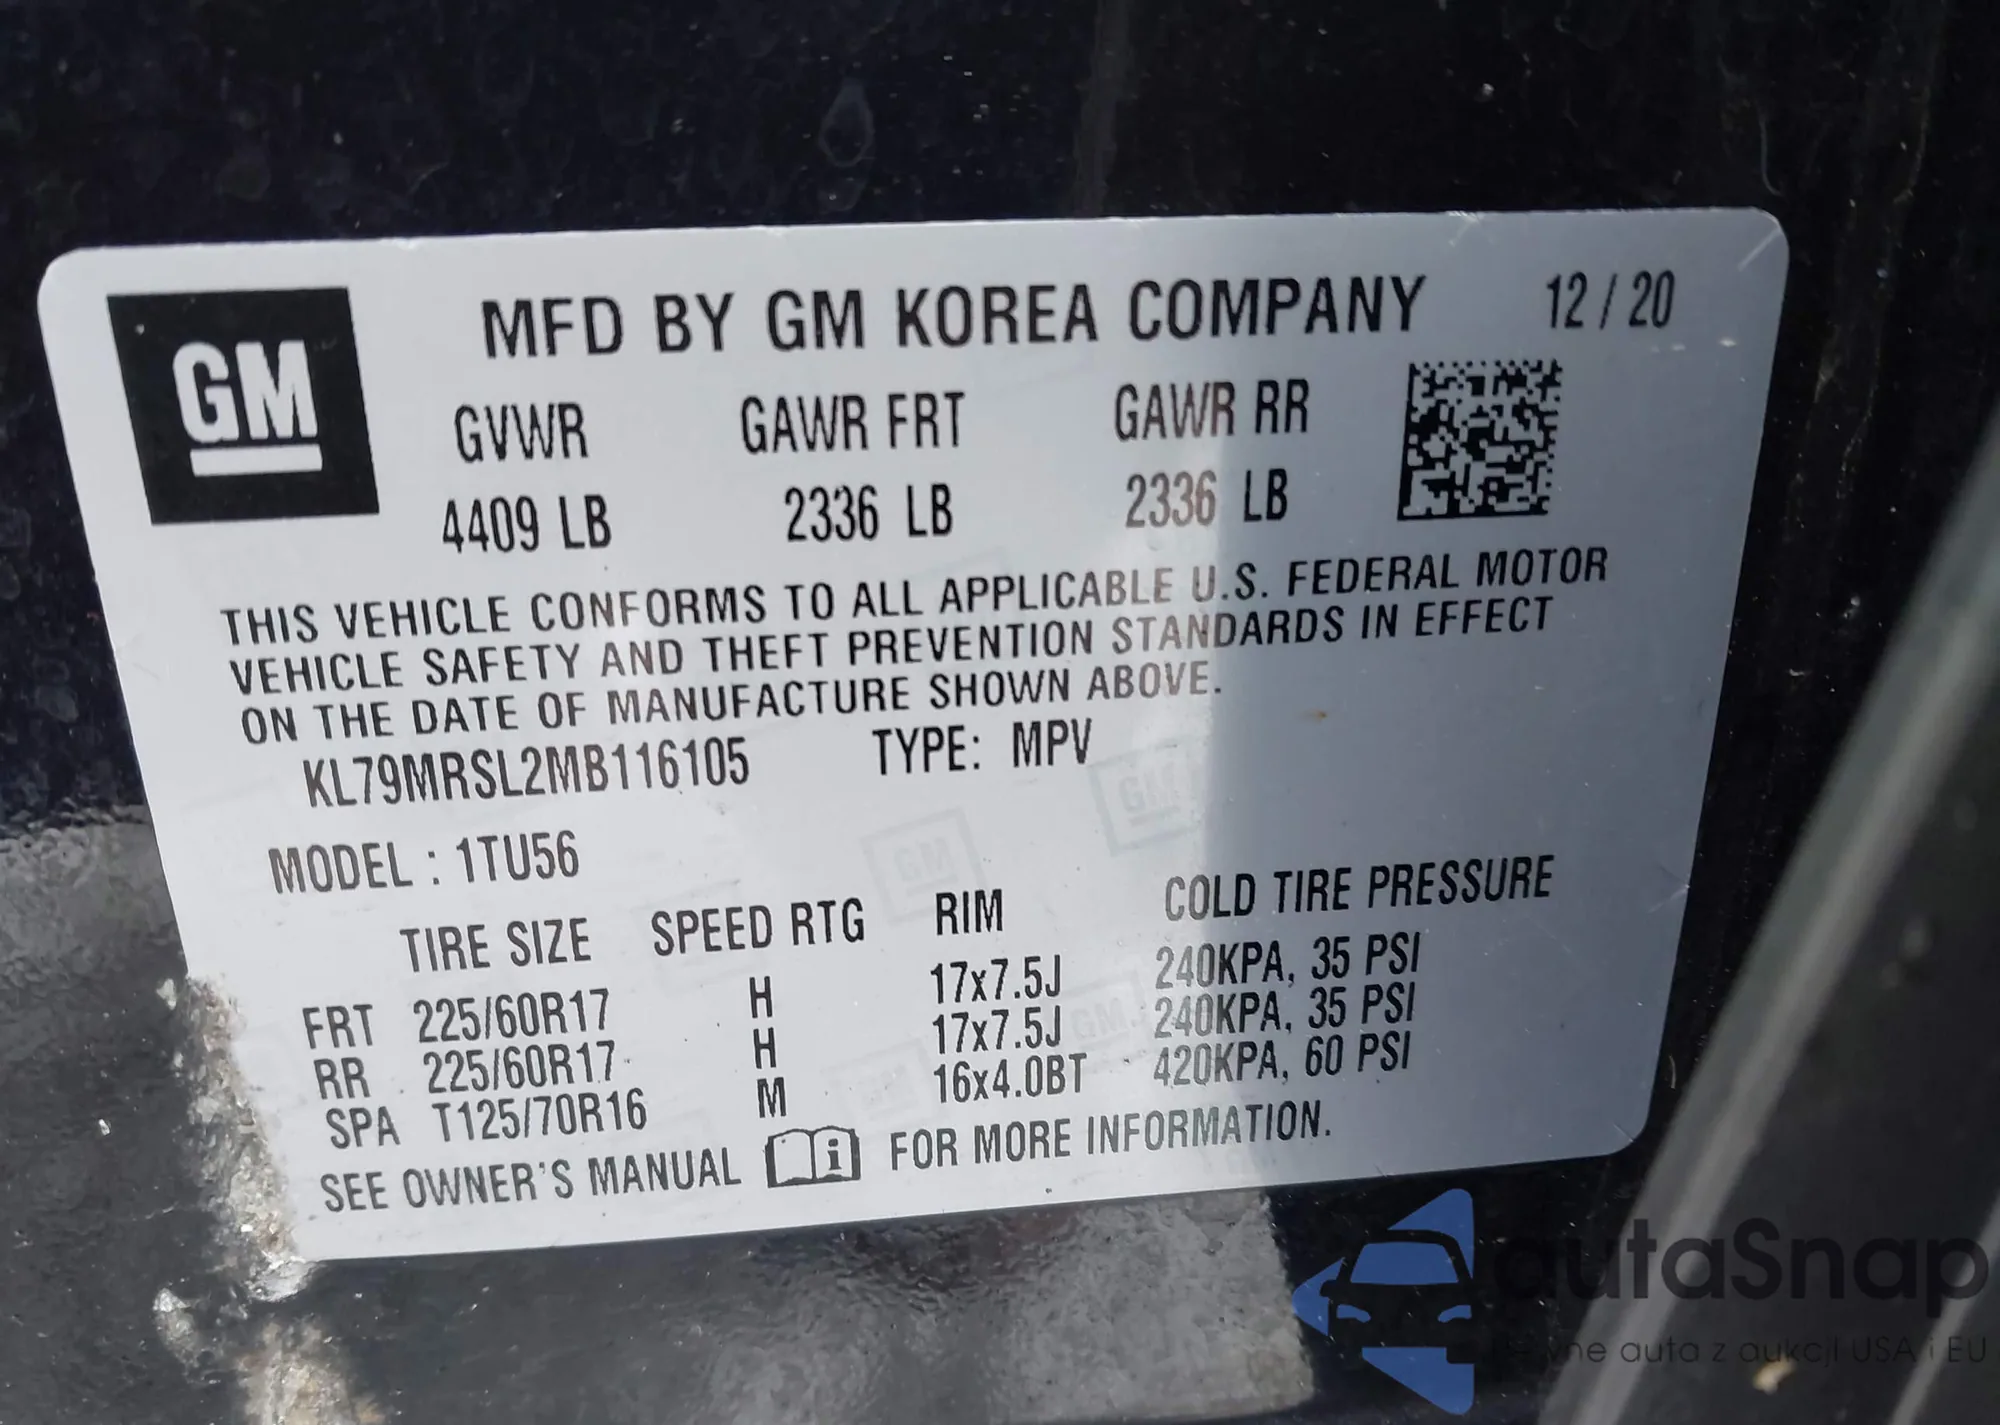 GM
MFD BY GM KOREA COMPANY 12/20
GVWR GAWR FRT GAWR RR
4409 LB 2336 LB 2336 LB
THIS VEHICLE CONFORMS TO ALL APPLICABLE U.S. FEDERAL MOTOR
VEHICLE SAFETY AND THEFT PREVENTION STANDARDS IN EFFECT
ON THE DATE OF MANUFACTURE SHOWN ABOVE.
KL79MRSL2MB116105 TYPE: MPV
MODEL : 1TU56
TIRE SIZE SPEED RTG RIM COLD TIRE PRESSURE
FRT 225/60R17 H 17x7.5J 240KPA, 35 PSI
RR 225/60R17 H 17x7.5J 240KPA, 35 PSI
SPA T125/70R16 M 16x4.0BT 420KPA, 60 PSI
SEE OWNER'S MANUAL i FOR MORE INFORMATION.
autaSnap
auta z aukcji USA i EU